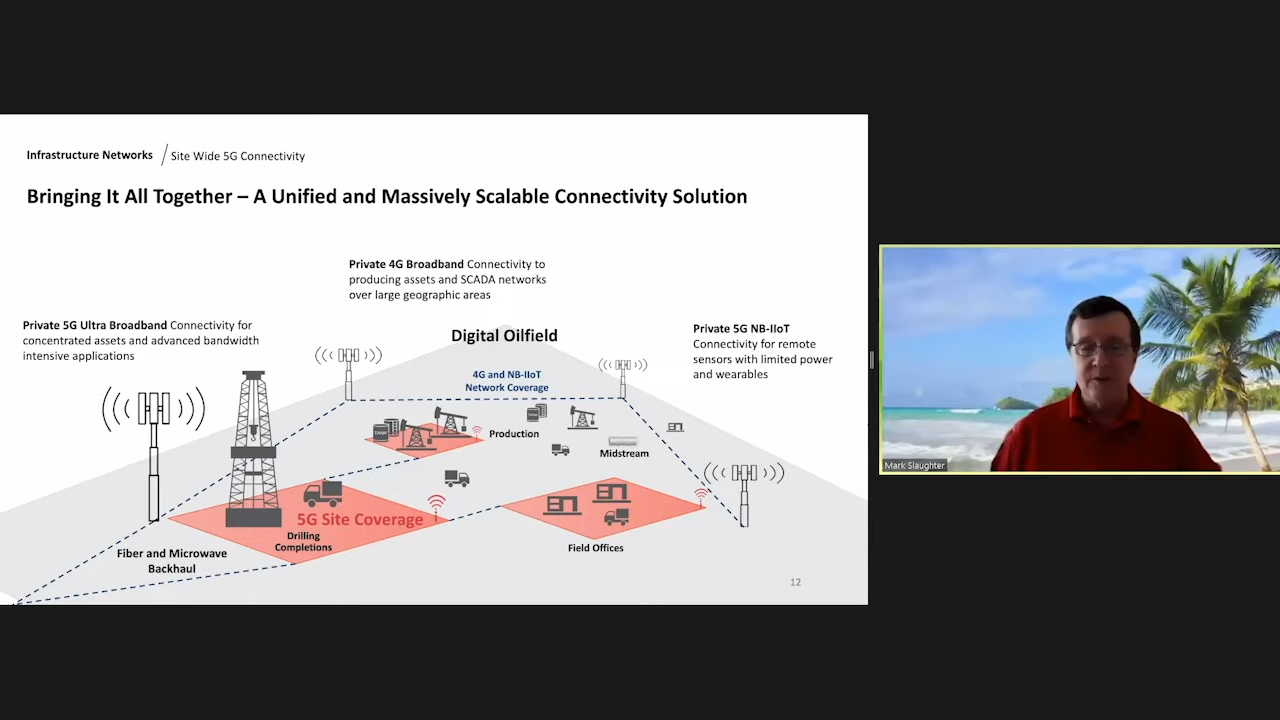 Infrastructure Networks
Site Wide 5G Connectivity
Bringing It All Together – A Unified and Massively Scalable Connectivity Solution
Private 4G Broadband Connectivity to
producing assets and SCADA networks
over large geographic areas
Private 5G Ultra Broadband Connectivity for
concentrated assets and advanced bandwidth
intensive applications
Digital Oilfield
Private 5G NB-IIoT
Connectivity for remote
sensors with limited power
and wearables
4G and NB-IIoT
Network Coverage
TANK
TANK
Production
Midstream
5G Site Coverage
Drilling
Completions
Field Offices
Fiber and Microwave
Backhaul
12
Mark Slaughter